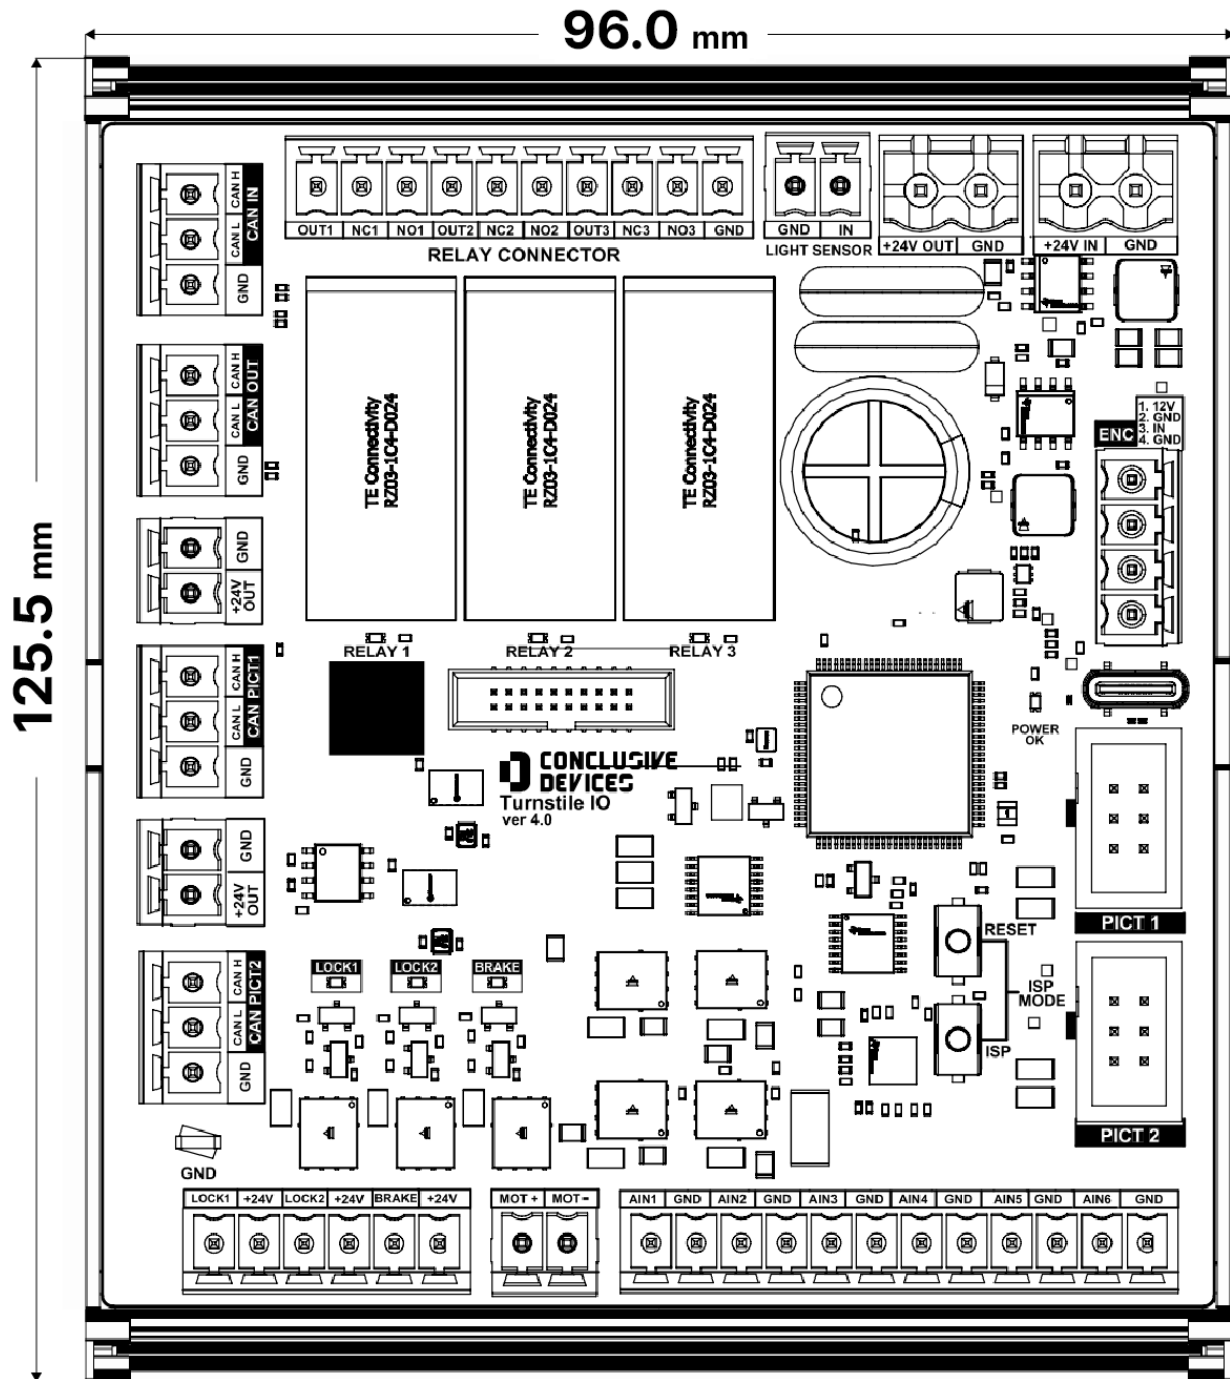 96.0 mm
125.5 mm
OUT1 NC1 NO1 OUT2 NC2 NO2 OUT3 NC3 NO3 GND
RELAY CONNECTOR
GND IN
LIGHT SENSOR
+24V OUT GND
+24V IN GND
CAN H
CAN L
GND
CAN IN
CAN H
CAN L
GND
CAN OUT
GND
+24V OUT
CAN H
CAN L
GND
CAN PICT1
GND
+24V OUT
CAN H
CAN L
GND
CAN PICT2
TE Connectivity
RZ03-1C4-D024
TE Connectivity
RZ03-1C4-D024
TE Connectivity
RZ03-1C4-D024
RELAY 1
RELAY 2
RELAY 3
ENC
1. 12V
2. GND
3. IN
4. GND
POWER
OK
CONCLUSIVE
DEVICES
Turnstile IO
ver 4.0
PICT 1
RESET
ISP
MODE
ISP
PICT 2
LOCK1
LOCK2
BRAKE
GND
LOCK1 +24V LOCK2 +24V BRAKE +24V
MOT + MOT -
AIN1 GND AIN2 GND AIN3 GND AIN4 GND AIN5 GND AIN6 GND